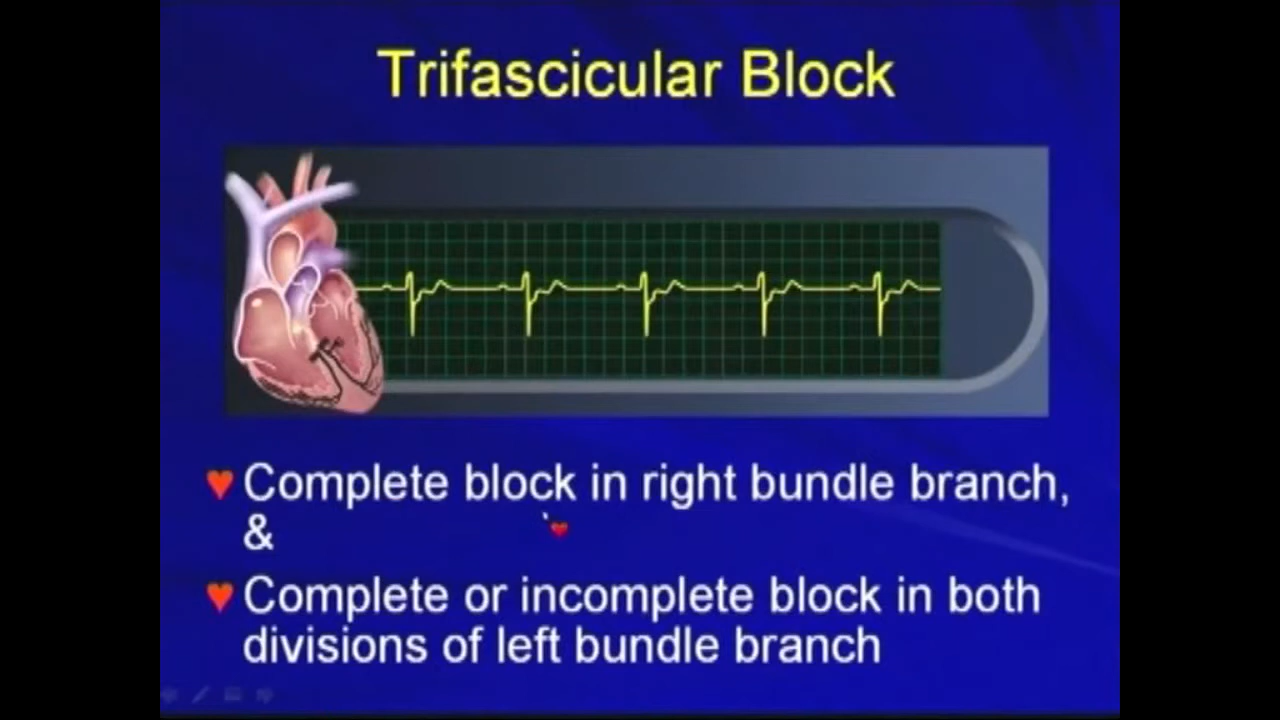 Trifascicular Block
Complete block in right bundle branch,
&
Complete or incomplete block in both
divisions of left bundle branch